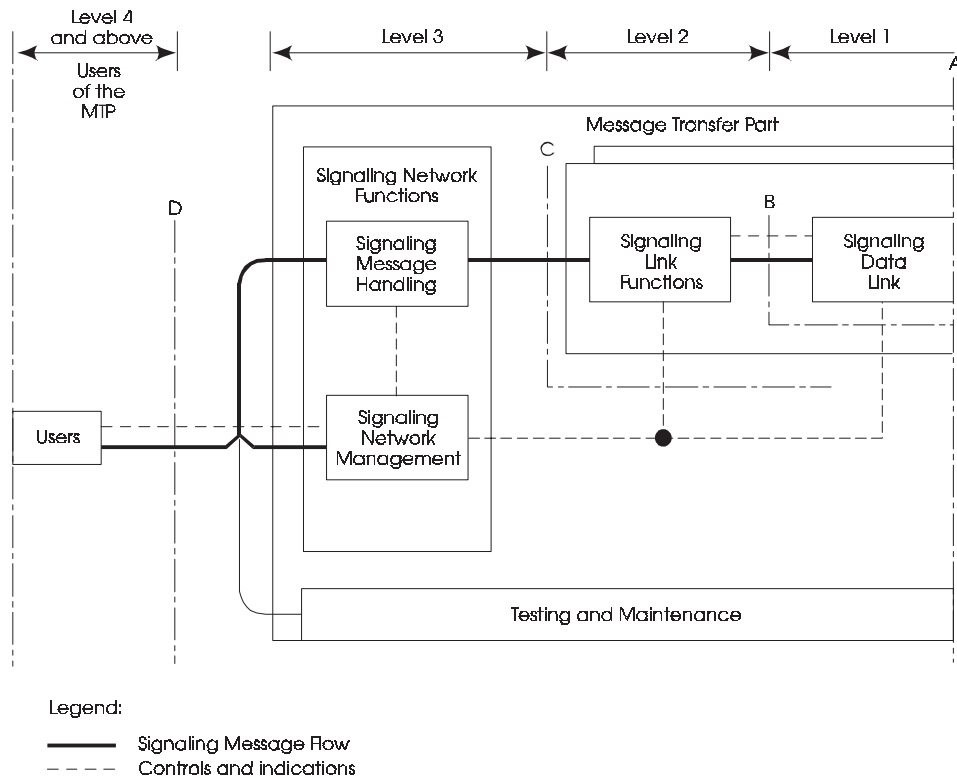 Level 4
and above
Level 3
Level 2
Level 1
Users
of the
MTP
A
Message Transfer Part
C
Signaling Network
Functions
D
B
Signaling
Message
Handling
Signaling
Link
Functions
Signaling
Data
Link
Users
Signaling
Network
Management
Testing and Maintenance
Legend:
Signaling Message Flow
Controls and indications